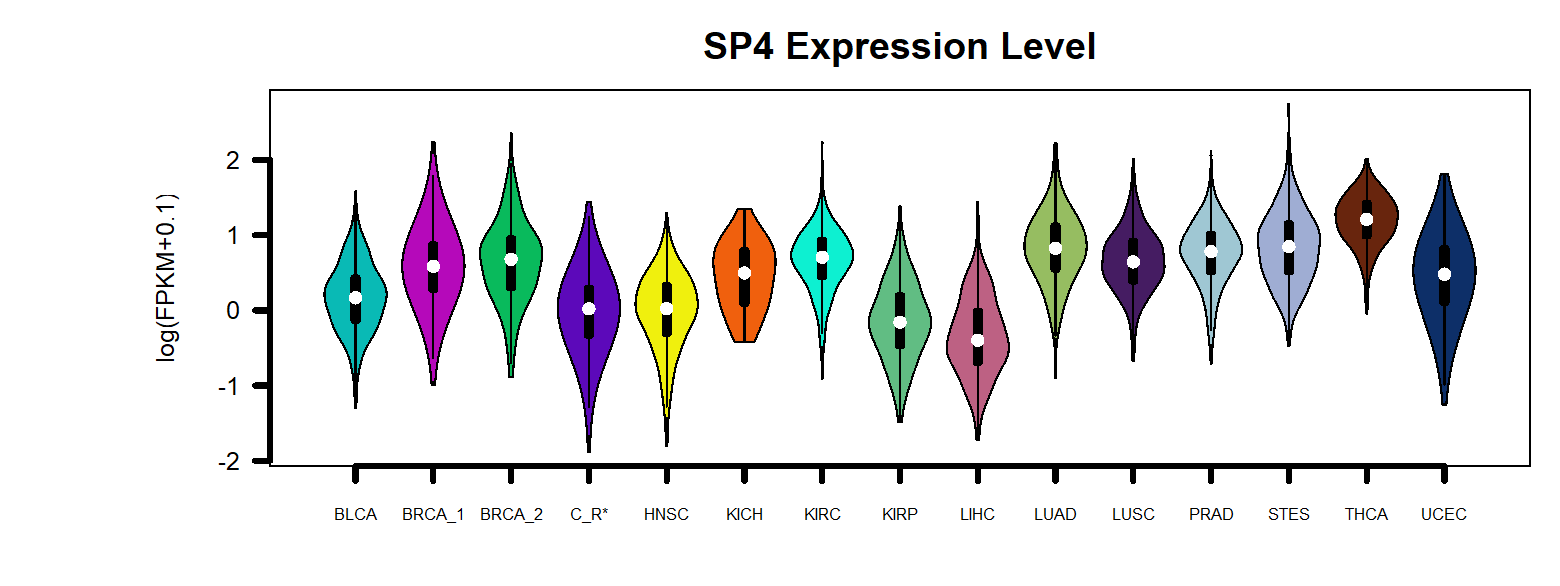 SP4 Expression Level
log(FPKM+0.1)
2
1
0
-1
-2
BLCA BRCA_1 BRCA_2 C_R* HNSC KICH KIRC KIRP LIHC LUAD LUSC PRAD STES THCA UCEC